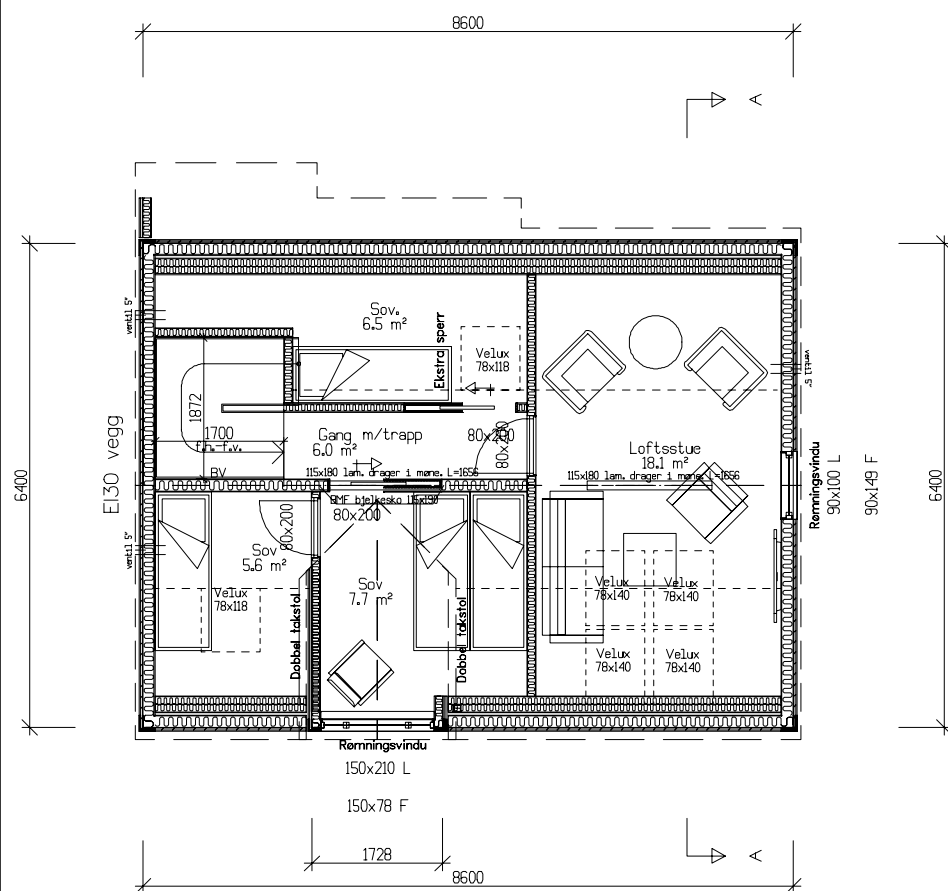 8600
A
ventil 5"
Sov.
6.5 m²
Ekstra sperr
Velux
78x118
ventil 5"
1872
1700
f.h.-f.v.
BV
Gang m/trapp
6.0 m²
80x200
80x200
115x180 lam. drager i møne. L=1656
Loftsstue
18.1 m²
115x180 lam. drager i møne. L=1656
EI30 vegg
6400
Rømningsvindu
90x100 L
90x149 F
6400
BMF bjelkesko 115x190
80x200
80x200
ventil 5"
Sov
5.6 m²
Velux
78x118
Dobbel takstol
Sov
7.7 m²
Dobbel takstol
Velux
78x140
Velux
78x140
Velux
78x140
Velux
78x140
Rømningsvindu
150x210 L
150x78 F
1728
A
8600